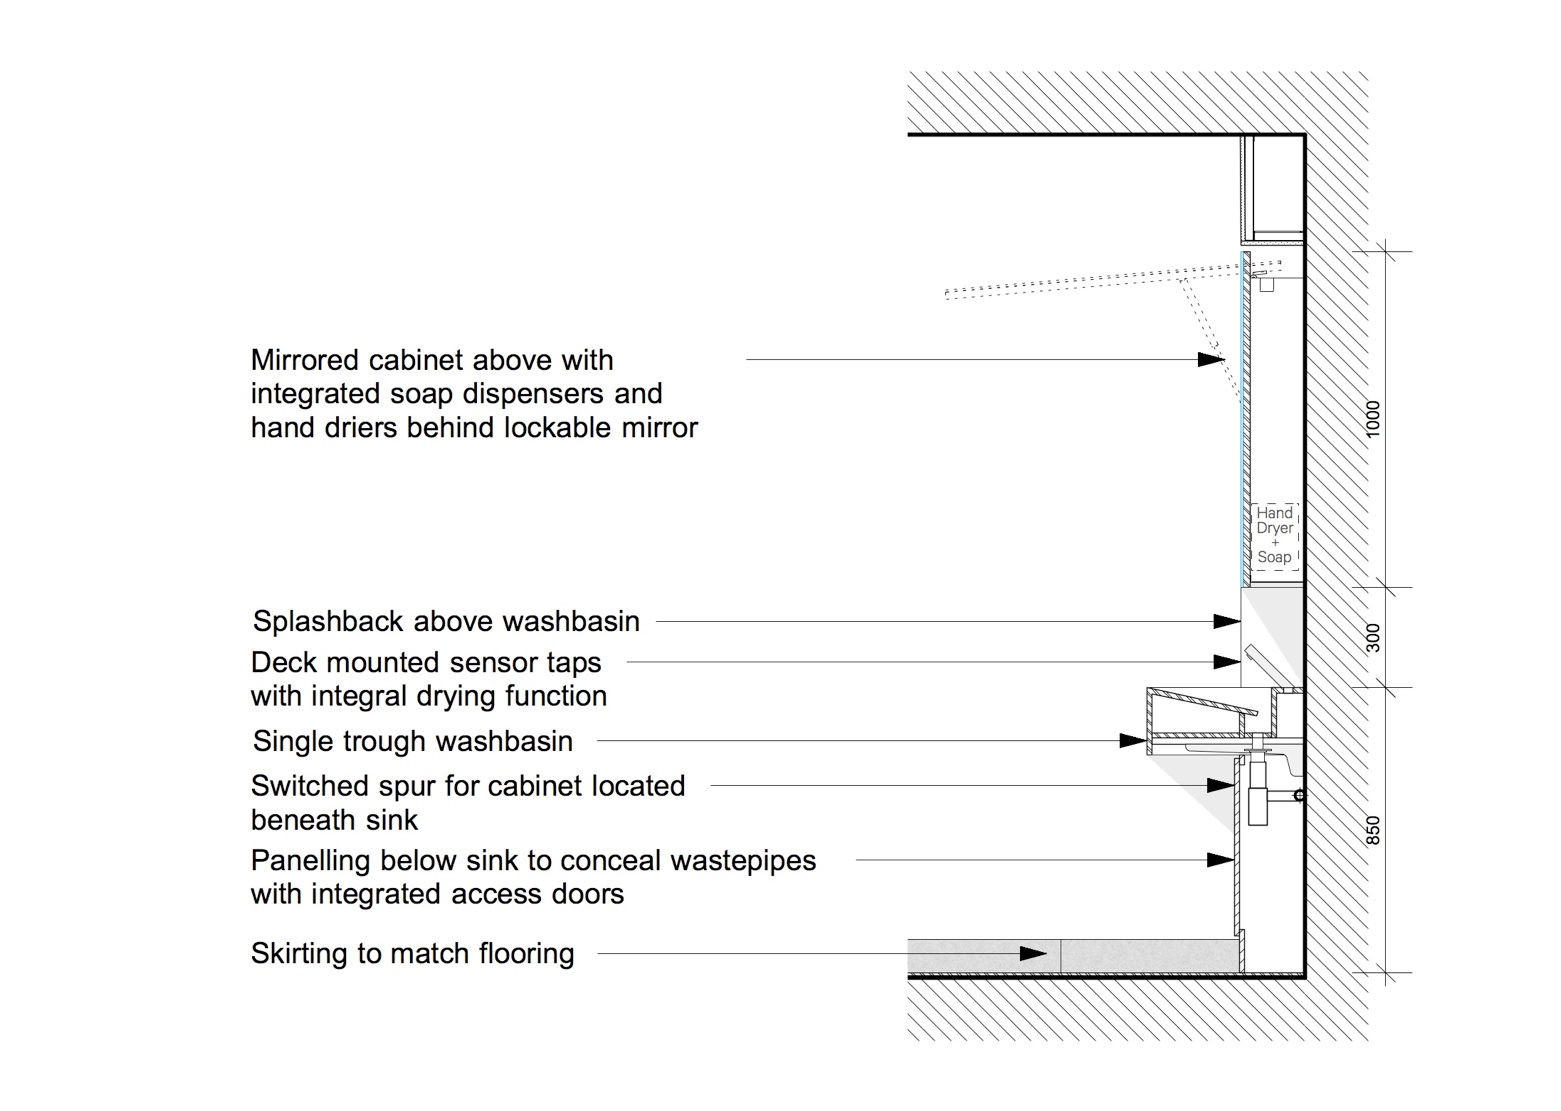 Mirrored cabinet above with
integrated soap dispensers and
hand driers behind lockable mirror
1000
Hand
Dryer
+
Soap
Splashback above washbasin
300
Deck mounted sensor taps
with integral drying function
Single trough washbasin
Switched spur for cabinet located
beneath sink
850
Panelling below sink to conceal wastepipes
with integrated access doors
Skirting to match flooring